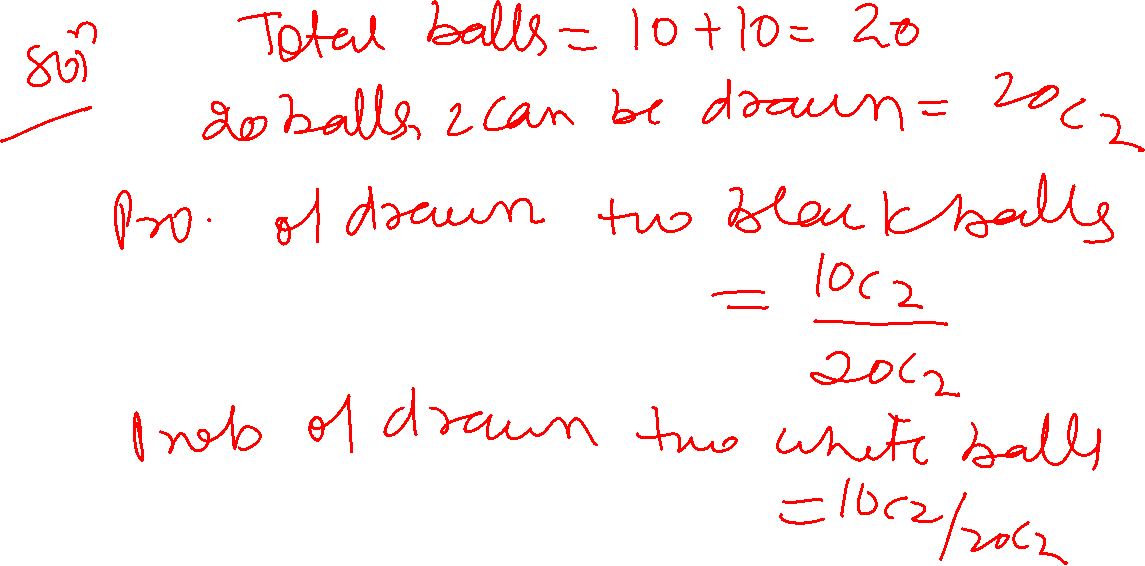 Soln Total balls = 10 + 10 = 20
20 balls, 2 can be drawn = 20C2
Pro. of drawn two black balls
= 10C2
20C2
Prob of drawn two white balls
= 10C2/20C2